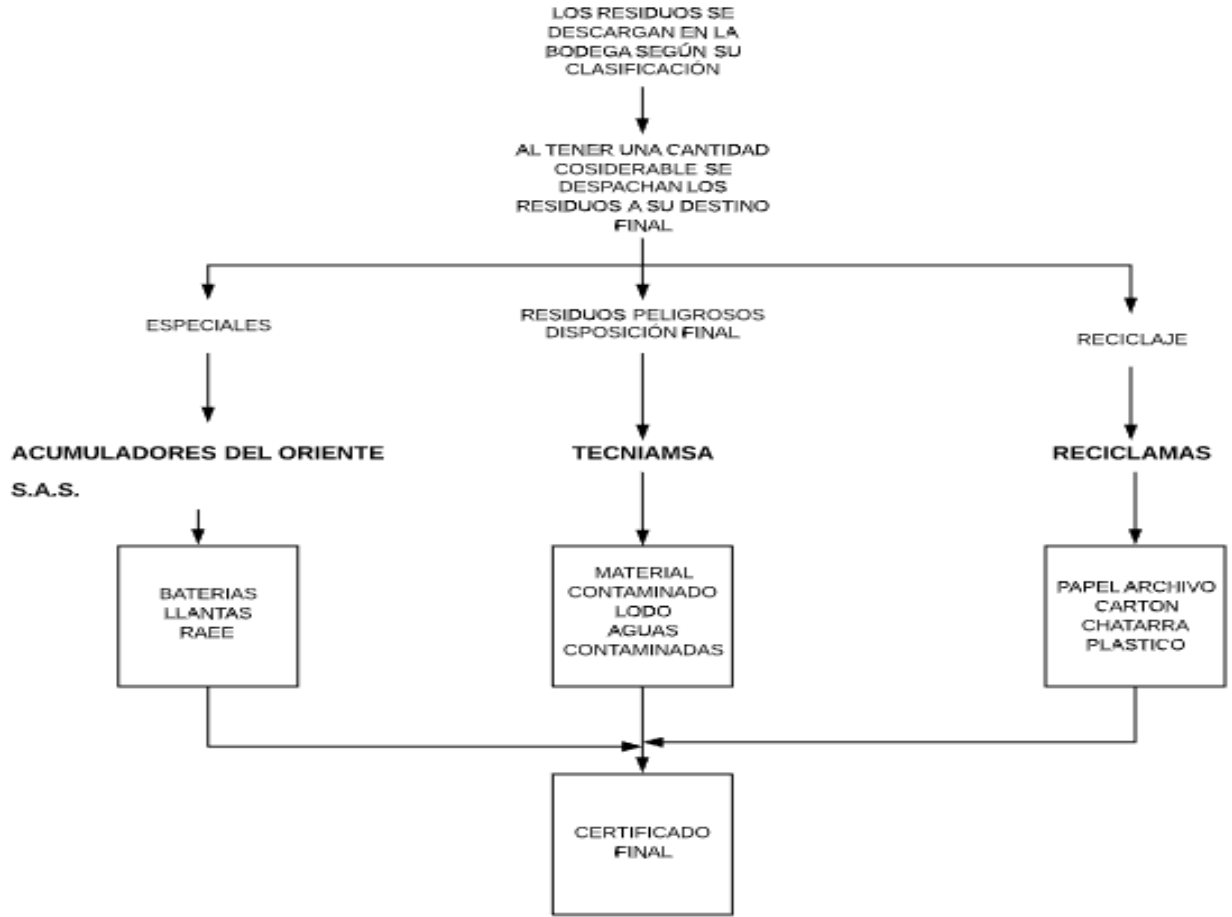 LOS RESIDUOS SE
DESCARGAN EN LA
BODEGA SEGÚN SU
CLASIFICACIÓN
AL TENER UNA CANTIDAD
COSIDERABLE SE
DESPACHAN LOS
RESIDUOS A SU DESTINO
FINAL
ESPECIALES
RESIDUOS PELIGROSOS
DISPOSICIÓN FINAL
RECICLAJE
ACUMULADORES DEL ORIENTE
S.A.S.
TECNIAMSA
RECICLAMAS
BATERIAS
LLANTAS
RAEE
MATERIAL
CONTAMINADO
LODO
AGUAS
CONTAMINADAS
PAPEL ARCHIVO
CARTON
CHATARRA
PLASTICO
CERTIFICADO
FINAL